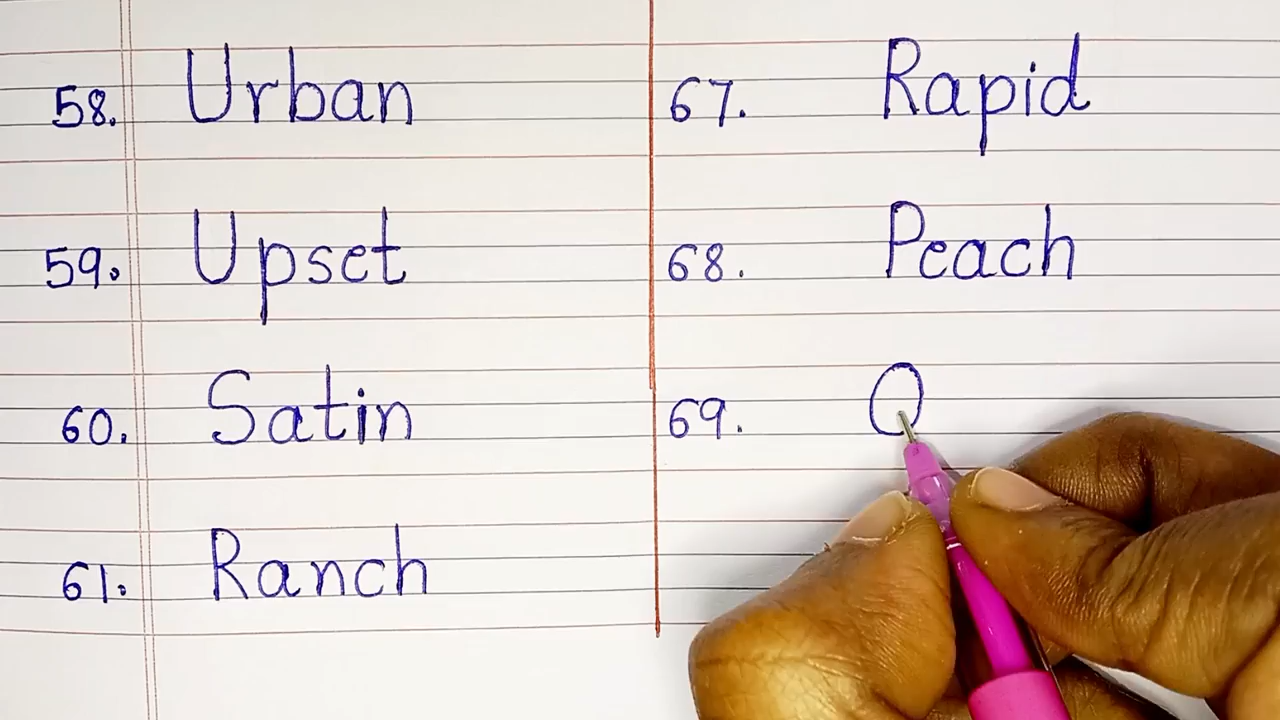 58. Urban
59. Upset
60. Satin
61. Ranch
67. Rapid
68. Peach
69. Q